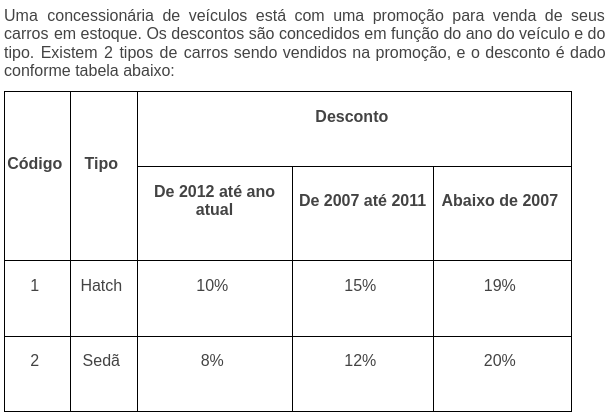 Uma concessionária de veículos está com uma promoção para venda de seus
carros em estoque. Os descontos são concedidos em função do ano do veículo e do
tipo. Existem 2 tipos de carros sendo vendidos na promoção, e o desconto é dado
conforme tabela abaixo:
Código Tipo Desconto
De 2012 até ano
atual
De 2007 até 2011 Abaixo de 2007
1 Hatch 10% 15% 19%
2 Sedã 8% 12% 20%